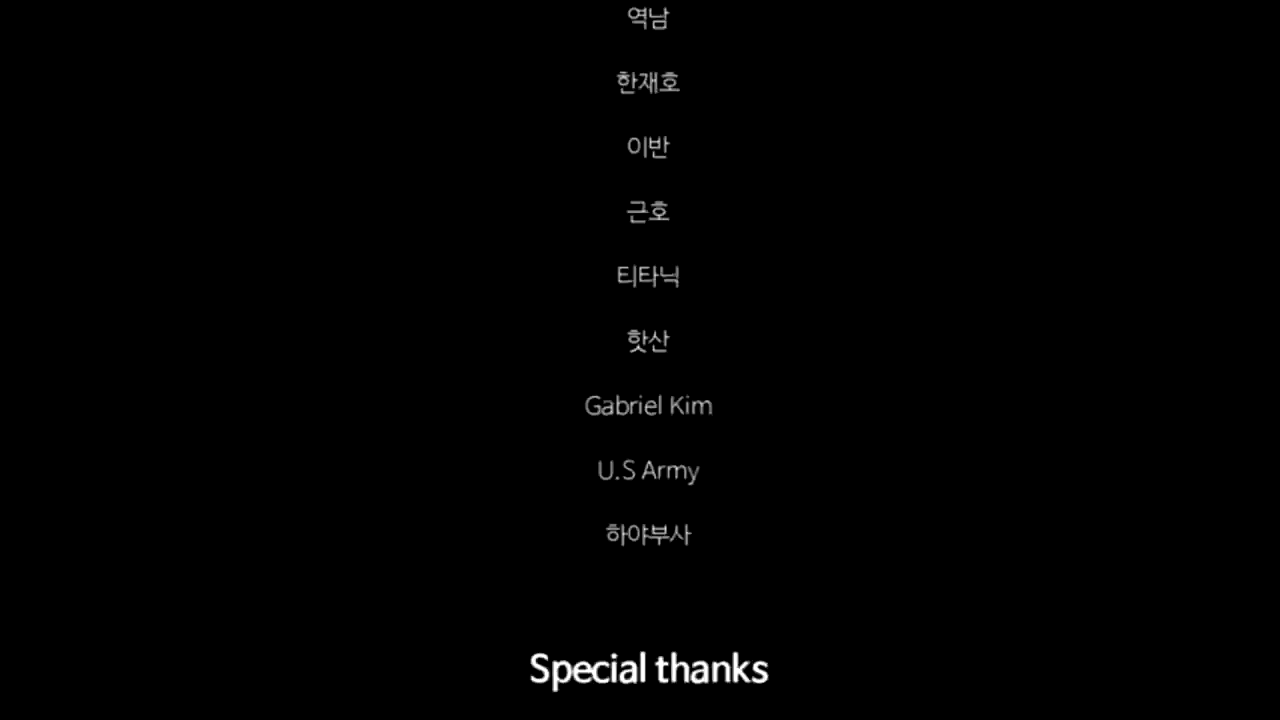 역남
한재호
이반
근호
티타닉
핫산
Gabriel Kim
U.S Army
하야부사
Special thanks